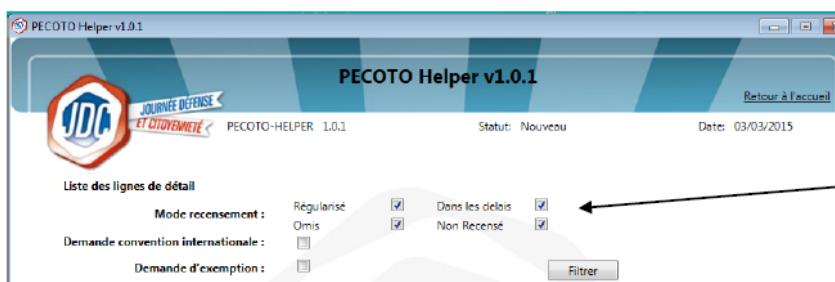 PECOTO Helper v1.0.1
PECOTO Helper v1.0.1
Retour à l'accueil
JDC
JOURNÉE DÉFENSE
ET CITOYENNETÉ
PECOTO-HELPER 1.0.1 Statut: Nouveau Date: 03/03/2015
Liste des lignes de détail
Mode recensement : Régularisé Dans les delais
Omis Non Recensé
Demande convention internationale :
Demande d'exemption : Filtrer